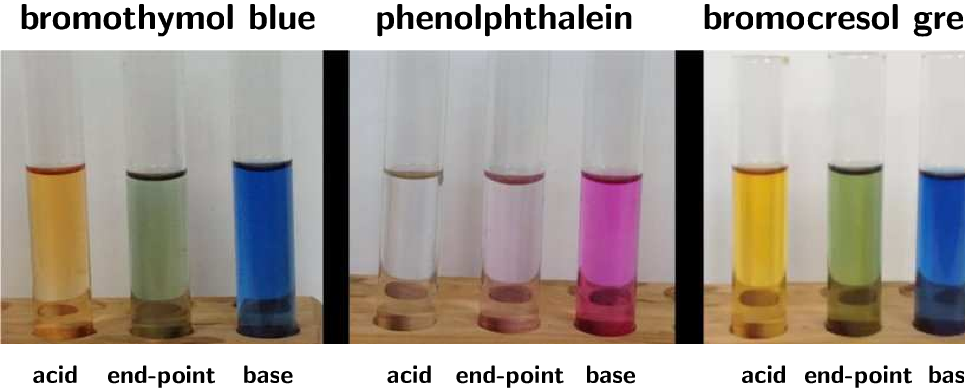 bromothymol blue
phenolphthalein
bromocresol gre
acid end-point base
acid end-point base
acid end-point bas